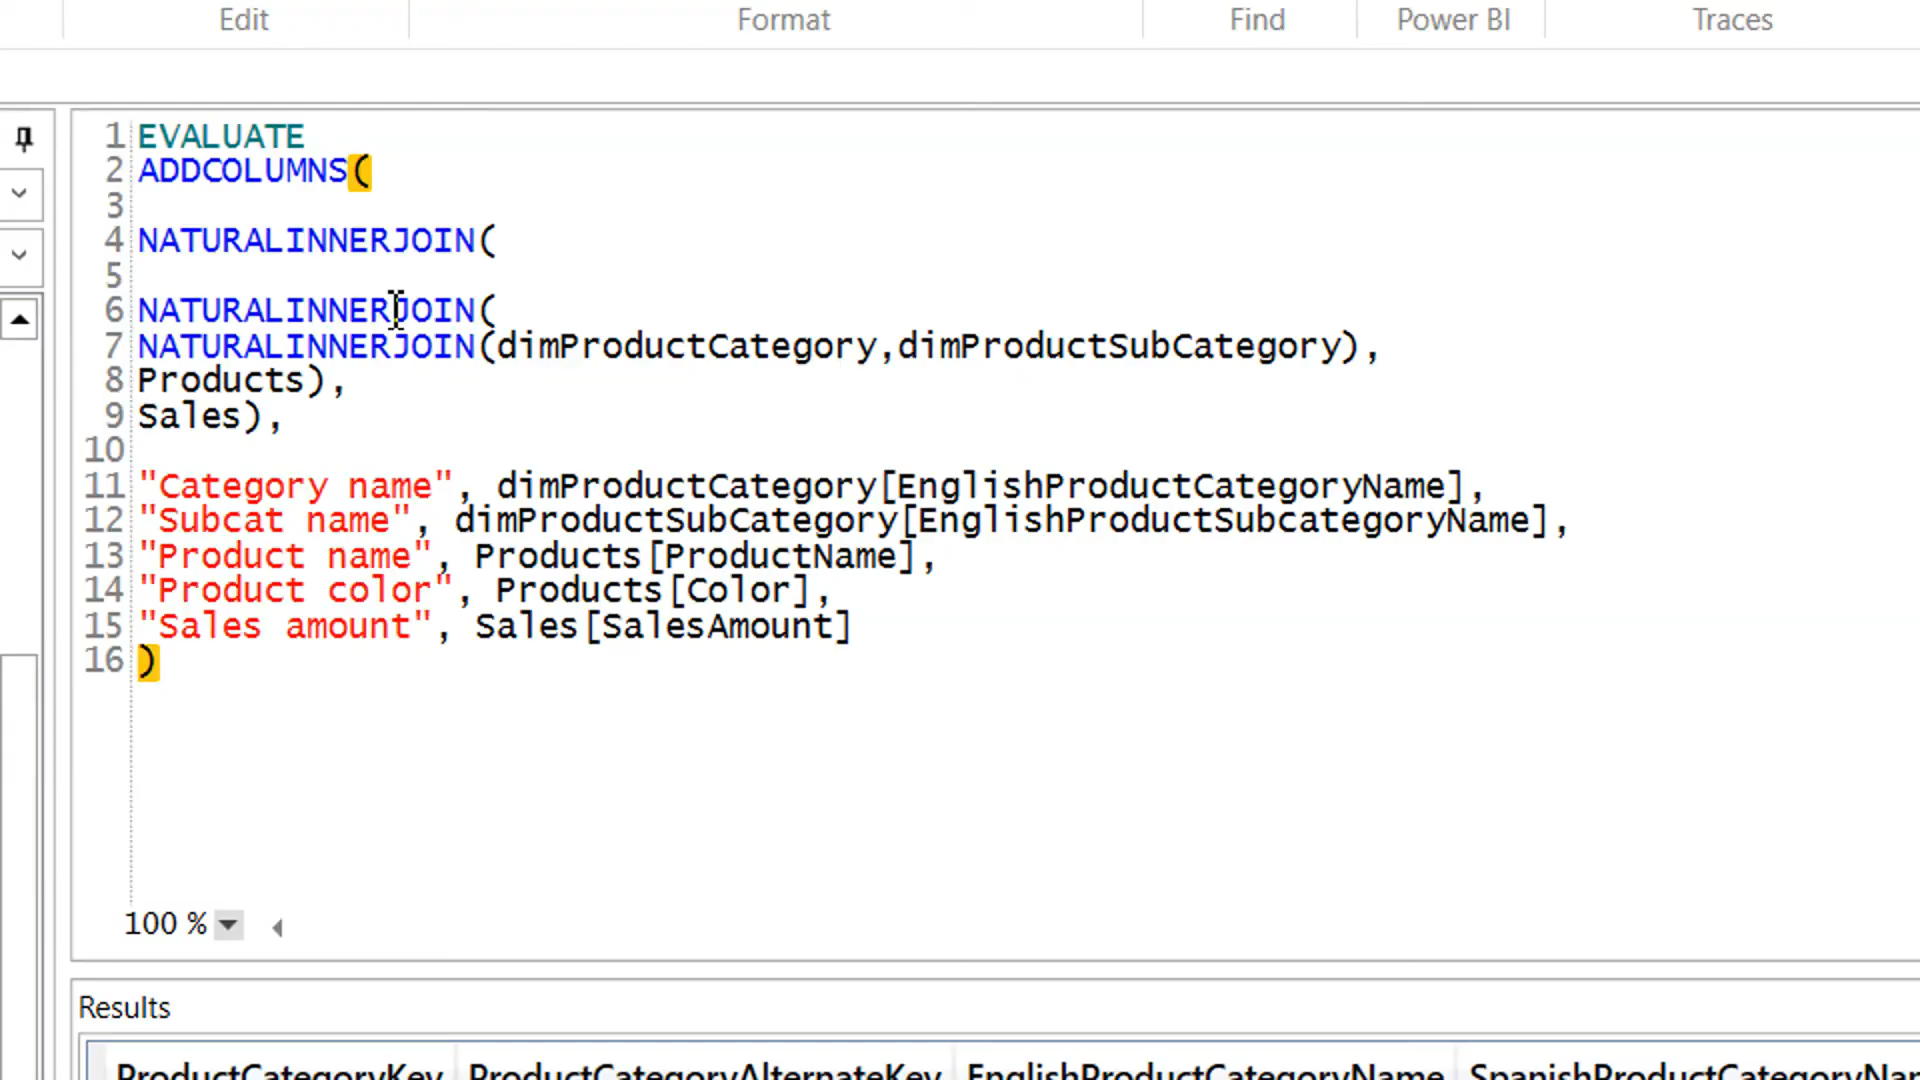 Edit Format Find Power BI Traces
1 EVALUATE
2 ADDCOLUMNS(
3
4 NATURALINNERJOIN(
5
6 NATURALINNERJOIN(
7 NATURALINNERJOIN(dimProductCategory,dimProductSubCategory),
8 Products),
9 Sales),
10
11 "Category name", dimProductCategory[EnglishProductCategoryName],
12 "Subcat name", dimProductSubCategory[EnglishProductSubcategoryName],
13 "Product name", Products[ProductName],
14 "Product color", Products[Color],
15 "Sales amount", Sales[SalesAmount]
16 )
100 %
Results
ProductCategoryKey ProductCategoryAlternateKey EnglishProductCategoryName SpanishProductCategoryNa